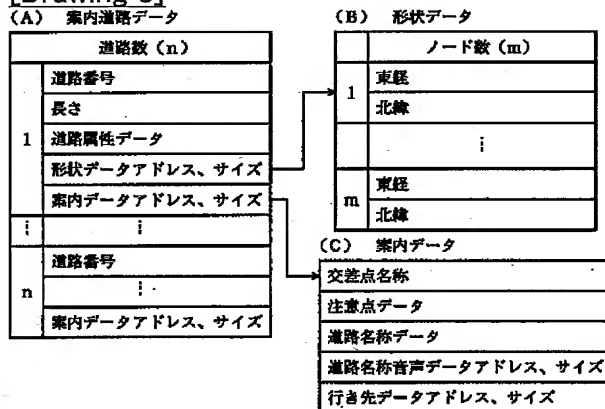 [Drawing 3]
(A) 案内道路データ
道路数 (n)
1
道路番号
長さ
道路属性データ
形状データアドレス、サイズ
案内データアドレス、サイズ
⋮ ⋮
n
道路番号
⋮
案内データアドレス、サイズ
(B) 形状データ
ノード数 (m)
1
東経
北緯
⋮
m
東経
北緯
(C) 案内データ
交差点名称
注意点データ
道路名称データ
道路名称音声データアドレス、サイズ
行き先データアドレス、サイズ